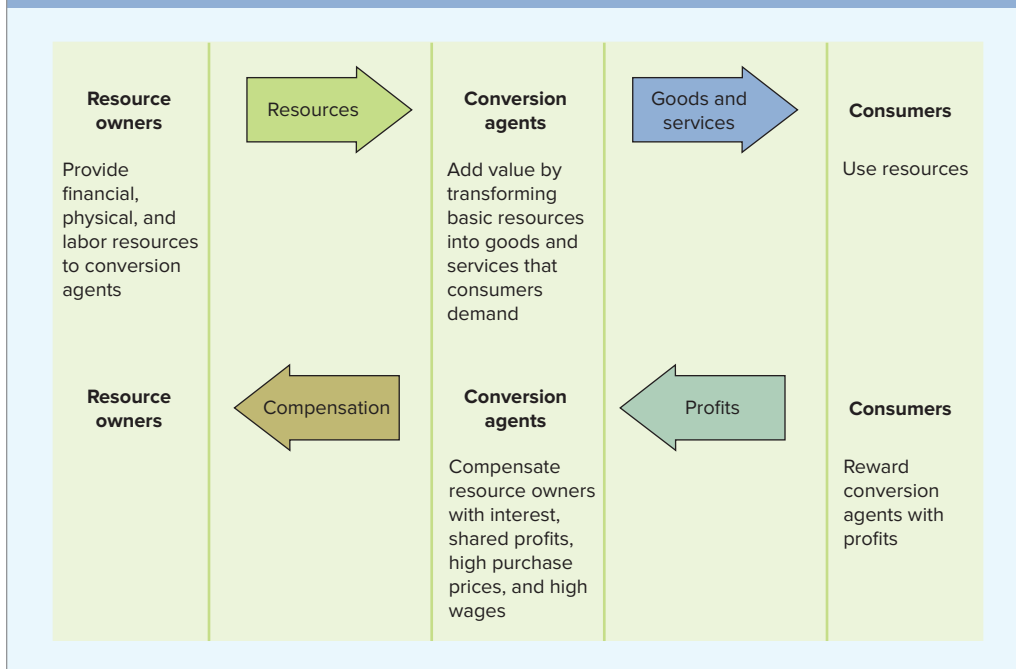 Resource
owners
Resources
Conversion
agents
Goods and
services
Consumers
Provide
financial,
physical, and
labor resources
to conversion
agents
Add value by
transforming
basic resources
into goods and
services that
consumers
demand
Use resources
Resource
owners
Compensation
Conversion
agents
Profits
Consumers
Compensate
resource owners
with interest,
shared profits,
high purchase
prices, and high
wages
Reward
conversion
agents with
profits